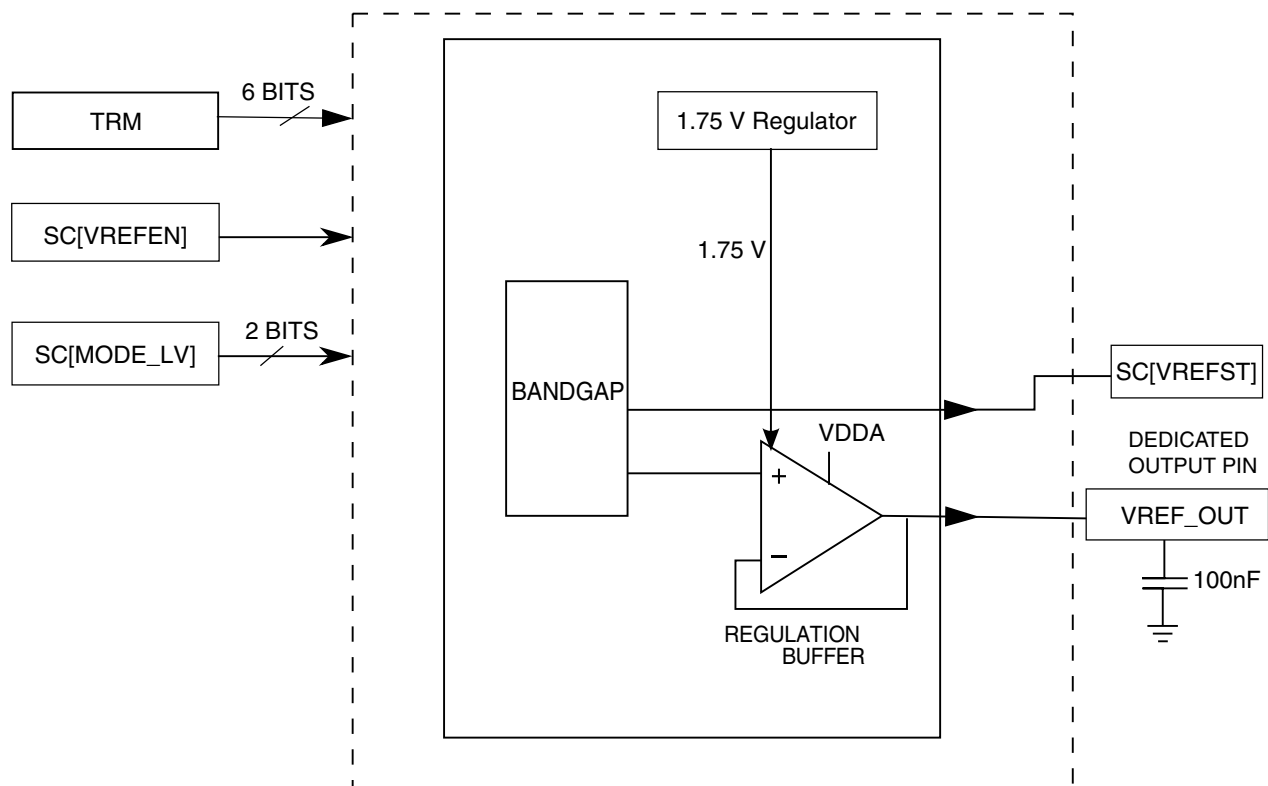 6 BITS
TRM
1.75 V Regulator
SC[VREFEN]
1.75 V
2 BITS
SC[MODE_LV]
SC[VREFST]
BANDGAP
VDDA
DEDICATED
OUTPUT PIN
+
VREF_OUT
−
100nF
REGULATION
BUFFER